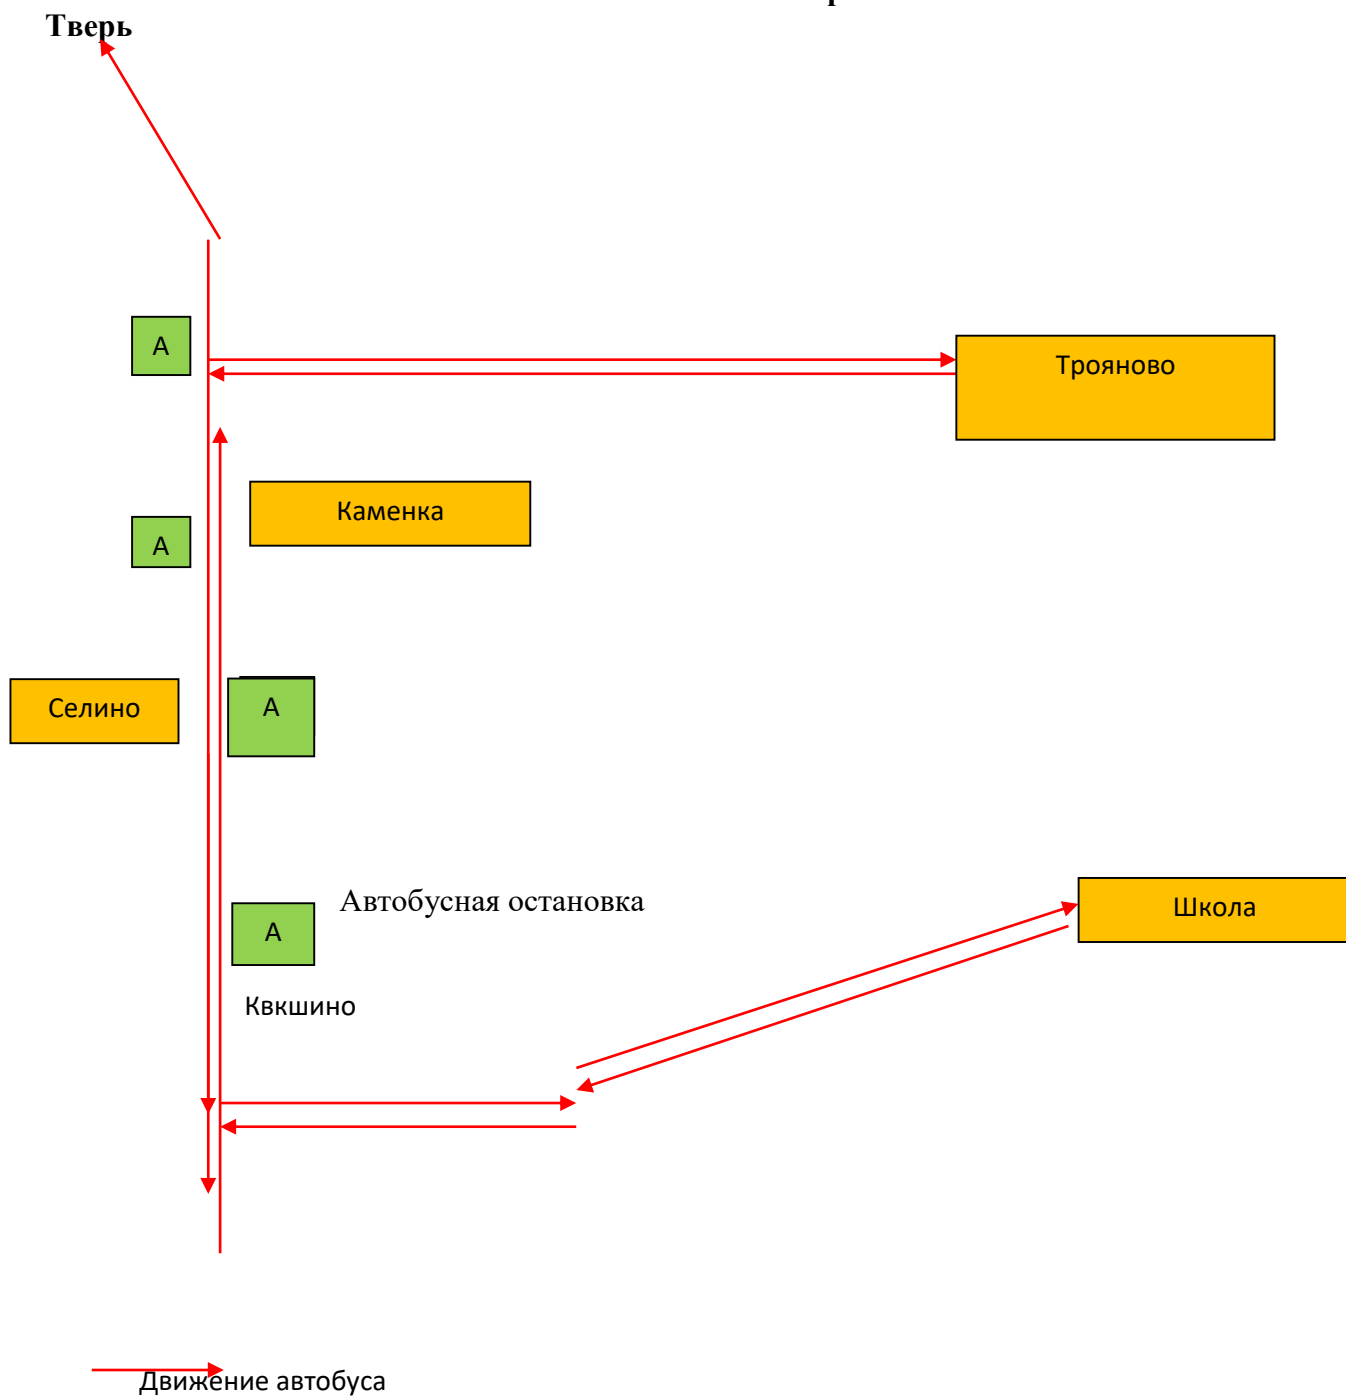 Тверь
А
Трояново
Каменка
А
Селино
А
Автобусная остановка
Школа
А
Квкшино
Движение автобуса